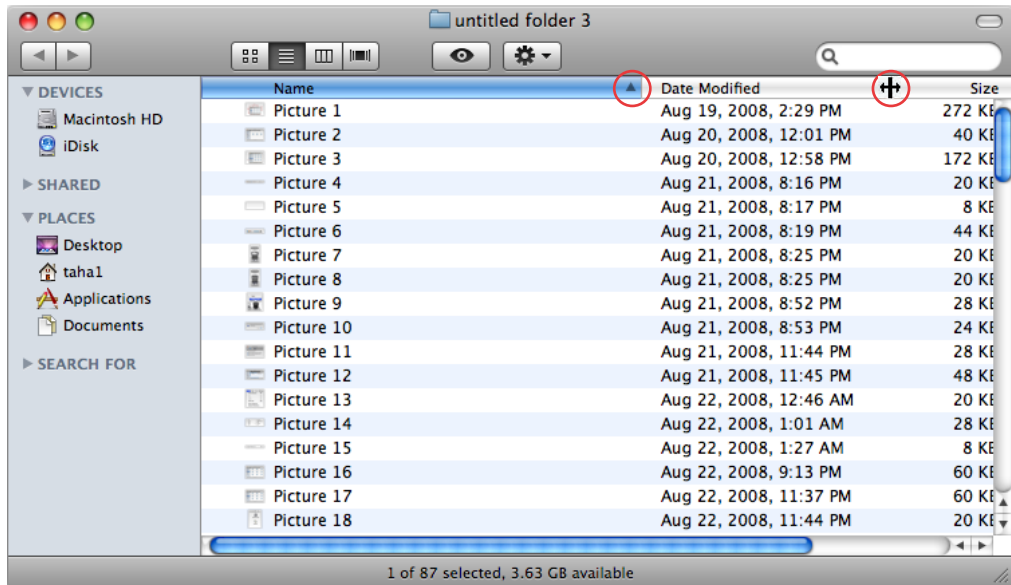 untitled folder 3
Name Date Modified Size
DEVICES
Macintosh HD
iDisk
SHARED
PLACES
Desktop
taha1
Applications
Documents
SEARCH FOR
Picture 1 Aug 19, 2008, 2:29 PM 272 KB
Picture 2 Aug 20, 2008, 12:01 PM 40 KB
Picture 3 Aug 20, 2008, 12:58 PM 172 KB
Picture 4 Aug 21, 2008, 8:16 PM 20 KB
Picture 5 Aug 21, 2008, 8:17 PM 8 KB
Picture 6 Aug 21, 2008, 8:19 PM 44 KB
Picture 7 Aug 21, 2008, 8:25 PM 20 KB
Picture 8 Aug 21, 2008, 8:25 PM 20 KB
Picture 9 Aug 21, 2008, 8:52 PM 28 KB
Picture 10 Aug 21, 2008, 8:53 PM 24 KB
Picture 11 Aug 21, 2008, 11:44 PM 28 KB
Picture 12 Aug 21, 2008, 11:45 PM 48 KB
Picture 13 Aug 22, 2008, 12:46 AM 20 KB
Picture 14 Aug 22, 2008, 1:01 AM 28 KB
Picture 15 Aug 22, 2008, 1:27 AM 8 KB
Picture 16 Aug 22, 2008, 9:13 PM 60 KB
Picture 17 Aug 22, 2008, 11:37 PM 60 KB
Picture 18 Aug 22, 2008, 11:44 PM 20 KB
1 of 87 selected, 3.63 GB available